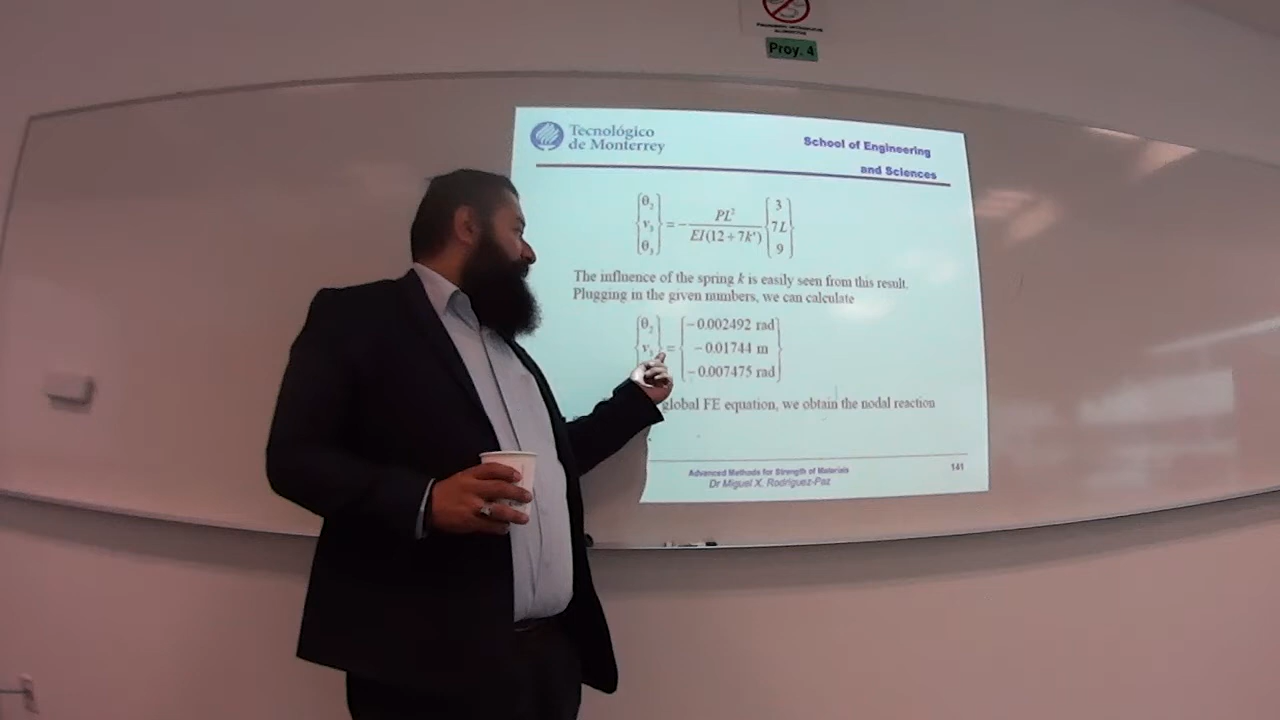 Proy. 4
Tecnológico
de Monterrey
School of Engineering
and Sciences
{θ₂ v₃ θ₃} = − PL² / EI(12 + 7k') {3 7L 9}
The influence of the spring k is easily seen from this result.
Plugging in the given numbers, we can calculate
θ₂ −0.002492 rad
v₃ = −0.01744 m
−0.007475 rad
global FE equation, we obtain the nodal reaction
Advanced Methods for Strength of Materials
141
Dr Miguel X. Rodriguez-Paz